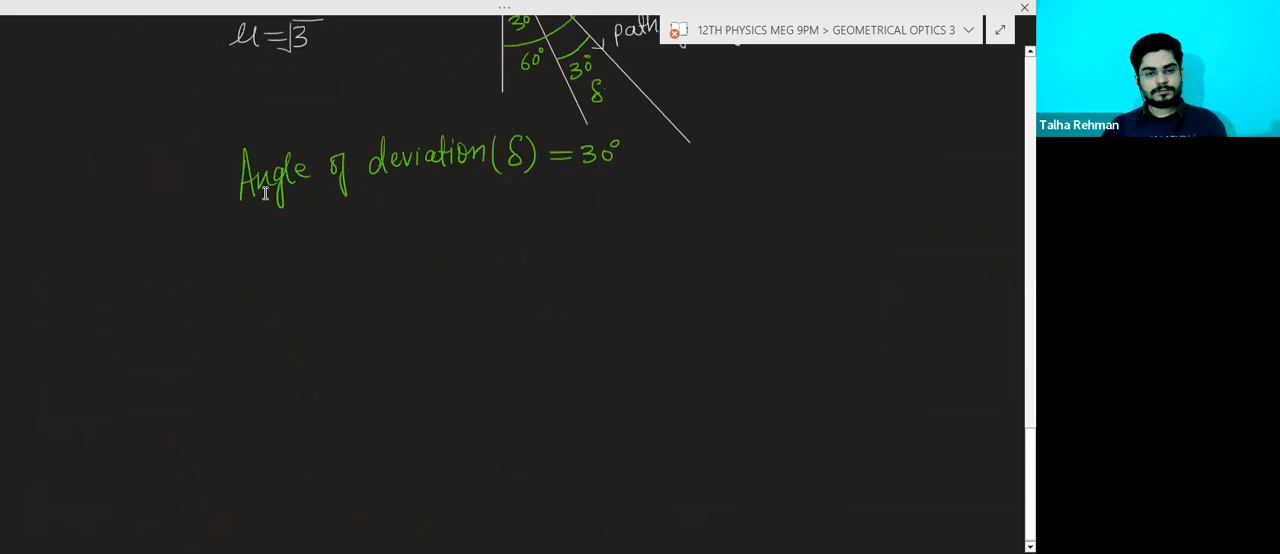 ...
12TH PHYSICS MEG 9PM > GEOMETRICAL OPTICS 3
μ = √3
30
path
60°
30°
δ
Talha Rehman
Angle of deviation (δ) = 30°